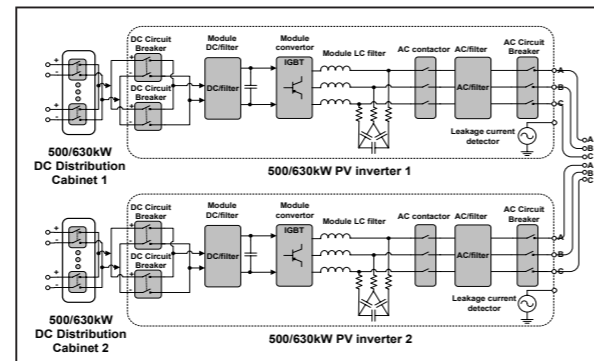 DC Circuit
Breaker
Module
DC/filter
Module
convertor
Module LC filter
AC contactor
AC/filter
AC Circuit
Breaker
+
-
+
-
+
-
+
-
DC/filter
IGBT
AC/filter
A
B
C
DC Circuit
Breaker
Leakage current
detector
500/630kW
DC Distribution
Cabinet 1
500/630kW PV inverter 1
A
B
C
A
B
C
DC Circuit
Breaker
Module
DC/filter
Module
convertor
Module LC filter
AC contactor
AC/filter
AC Circuit
Breaker
+
-
+
-
+
-
+
-
DC/filter
IGBT
AC/filter
A
B
C
DC Circuit
Breaker
Leakage current
detector
500/630kW
DC Distribution
Cabinet 2
500/630kW PV inverter 2